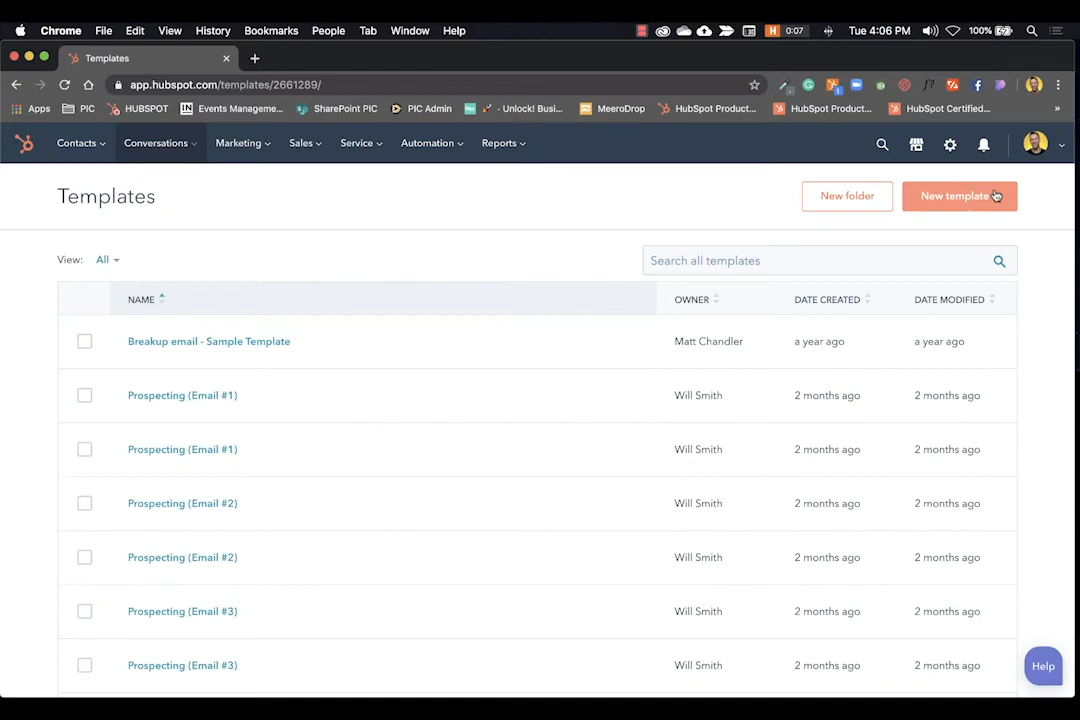 Chrome File Edit View History Bookmarks People Tab Window Help H 0:07 Tue 4:06 PM 100%
Templates
app.hubspot.com/templates/2661289/
Apps PIC HUBSPOT Events Manageme... SharePoint PIC PIC Admin · Unlock! Busi... MeeroDrop HubSpot Product... HubSpot Product... HubSpot Certified... »
Contacts Conversations Marketing Sales Service Automation Reports
Templates New folder New template
View: All Search all templates
NAME OWNER DATE CREATED DATE MODIFIED
Breakup email - Sample Template Matt Chandler a year ago a year ago
Prospecting (Email #1) Will Smith 2 months ago 2 months ago
Prospecting (Email #1) Will Smith 2 months ago 2 months ago
Prospecting (Email #2) Will Smith 2 months ago 2 months ago
Prospecting (Email #2) Will Smith 2 months ago 2 months ago
Prospecting (Email #3) Will Smith 2 months ago 2 months ago
Prospecting (Email #3) Will Smith 2 months ago 2 months ago
Help